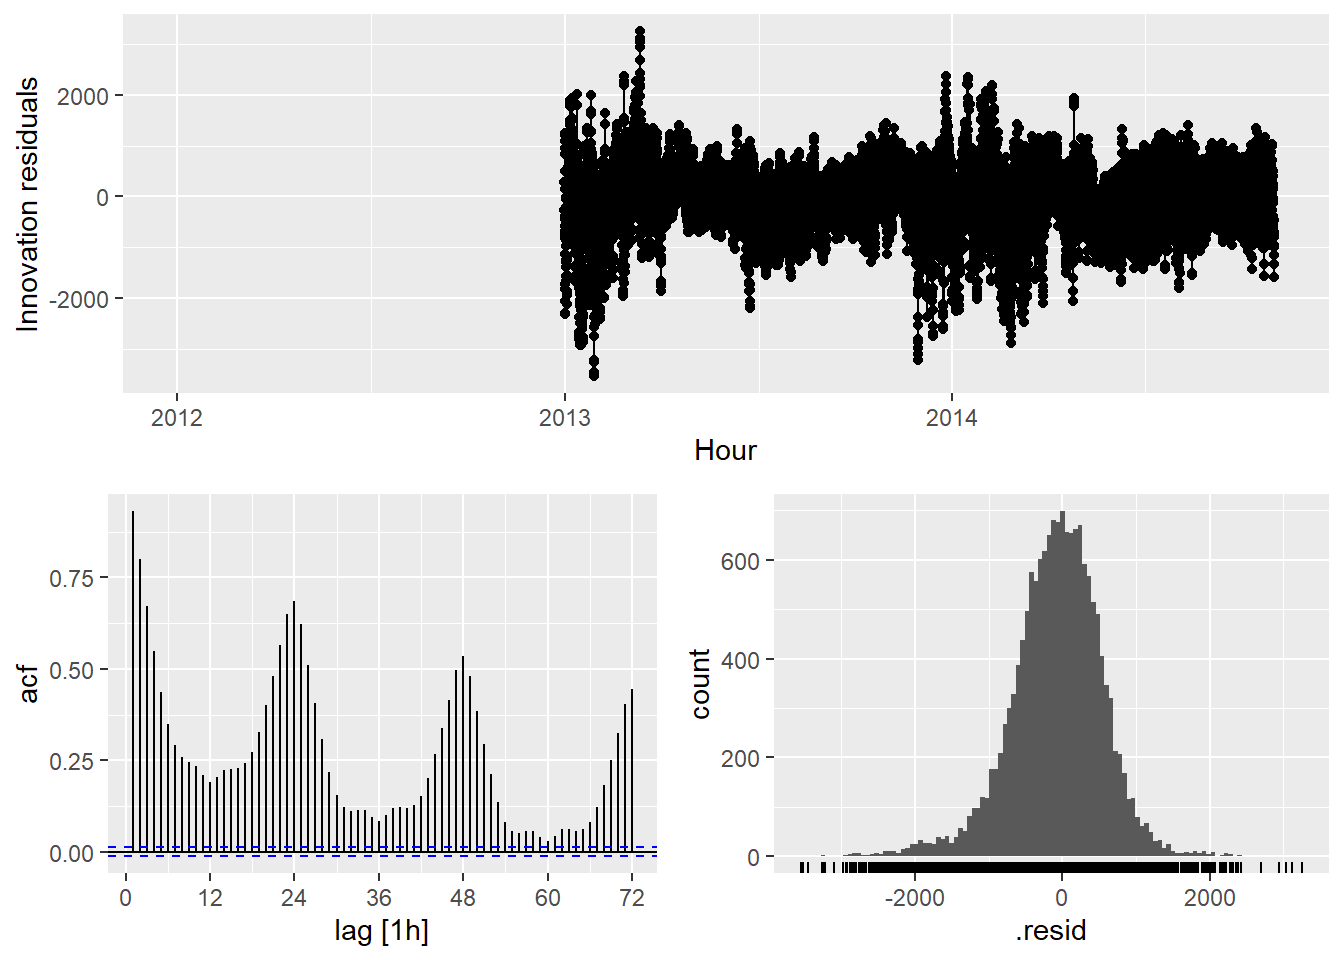 Innovation residuals
2000
0
-2000
2012 2013 2014
Hour
acf
0.75
0.50
0.25
0.00
0 12 24 36 48 60 72
lag [1h]
count
600
400
200
0
-2000 0 2000
.resid